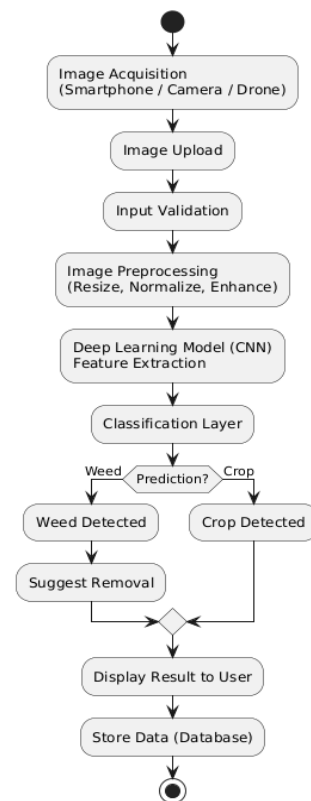 Image Acquisition
(Smartphone / Camera / Drone)
Image Upload
Input Validation
Image Preprocessing
(Resize, Normalize, Enhance)
Deep Learning Model (CNN)
Feature Extraction
Classification Layer
Weed
Prediction?
Crop
Weed Detected
Crop Detected
Suggest Removal
Display Result to User
Store Data (Database)